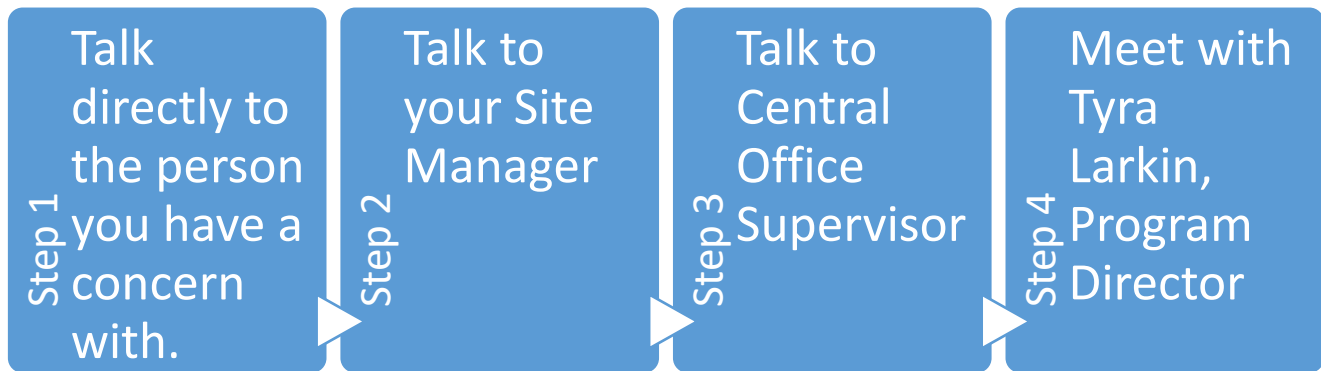 Step 1
Talk
directly to
the person
you have a
concern
with.
Step 2
Talk to
your Site
Manager
Step 3
Talk to
Central
Office
Supervisor
Step 4
Meet with
Tyra
Larkin,
Program
Director